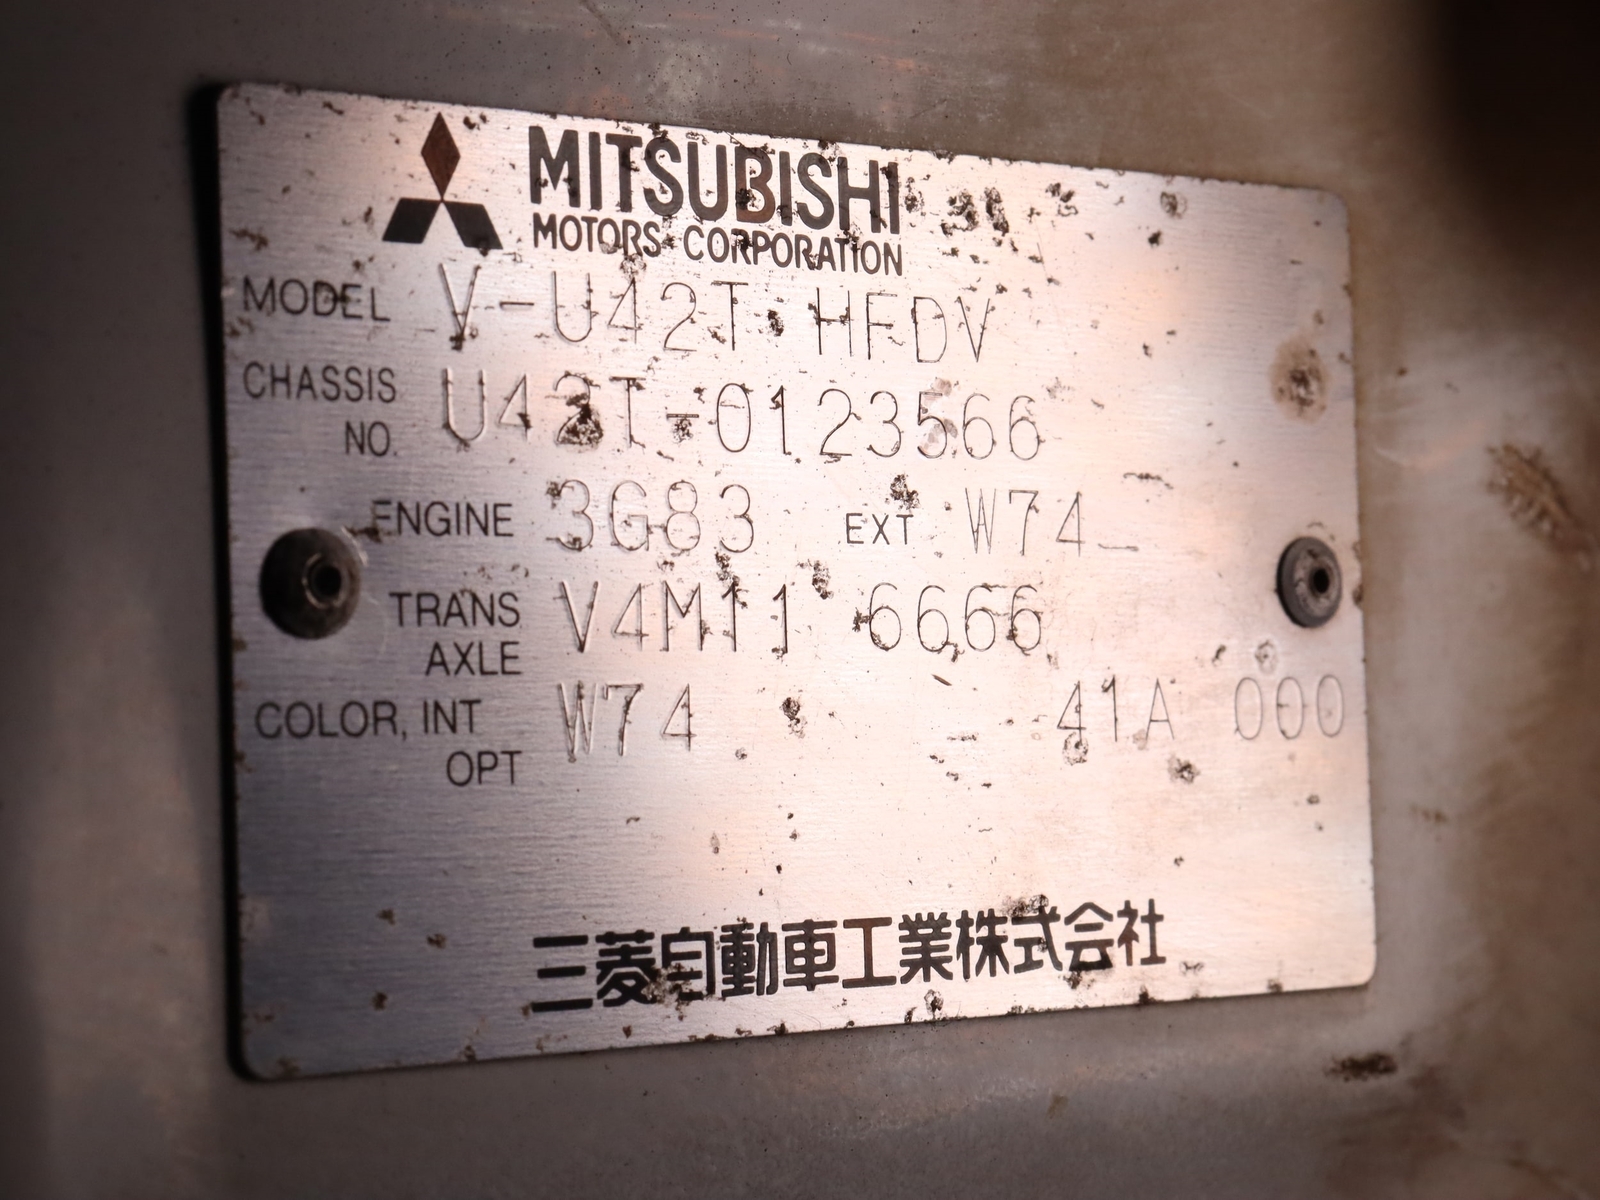 MITSUBISHI
MOTORS CORPORATION
MODEL V-U42T HFDV
CHASSIS NO. U42T-0123566
ENGINE 3G83 EXT W74
TRANS AXLE V4M11 6666
COLOR, INT OPT W74 41A 000
三菱自動車工業株式会社